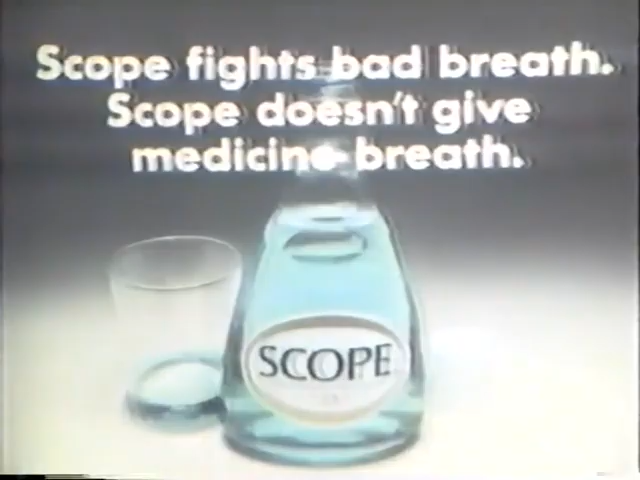 Scope fights bad breath.
Scope doesn't give
medicine breath.
SCOPE